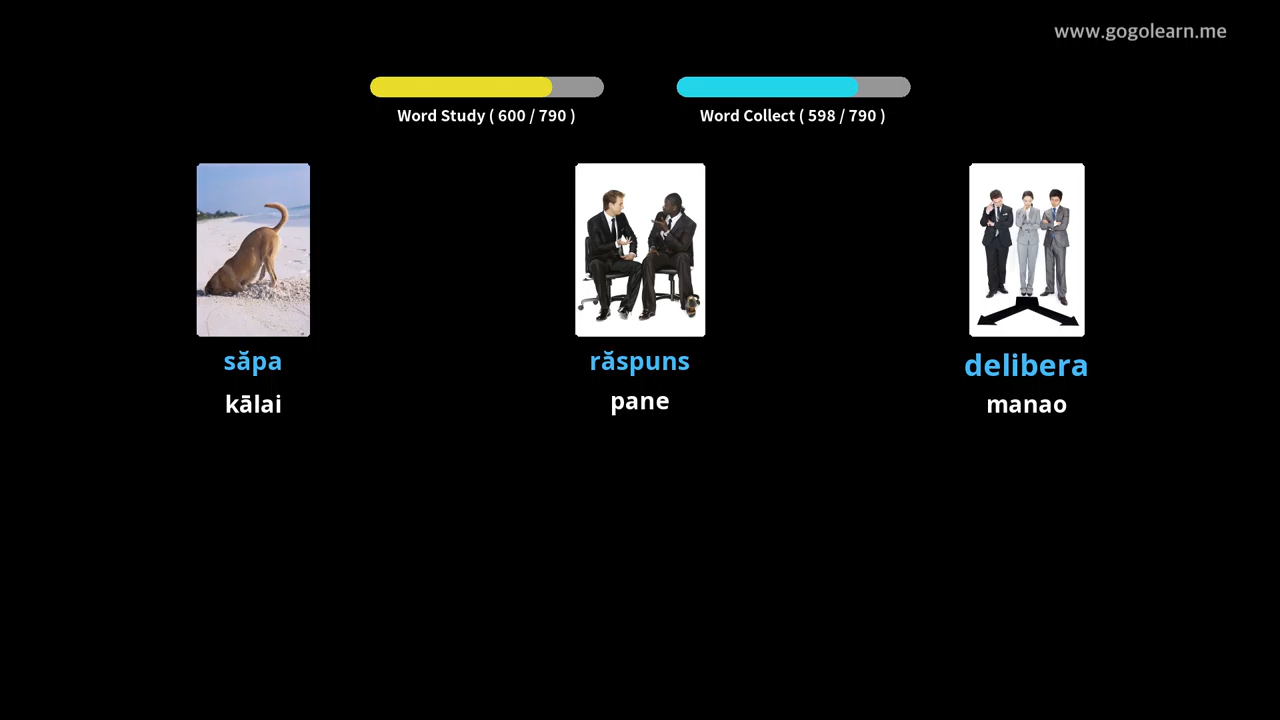 www.gogolearn.me
Word Study ( 600 / 790 )
Word Collect ( 598 / 790 )
săpa
răspuns
delibera
kālai
pane
manao